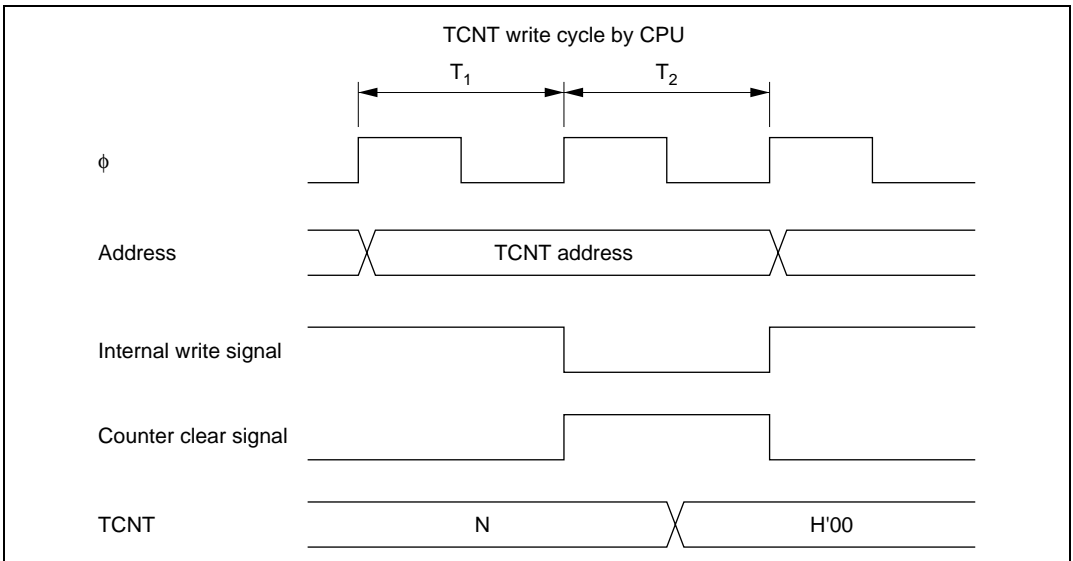 TCNT write cycle by CPU
T1 T2
ϕ
Address TCNT address
Internal write signal
Counter clear signal
TCNT N H'00